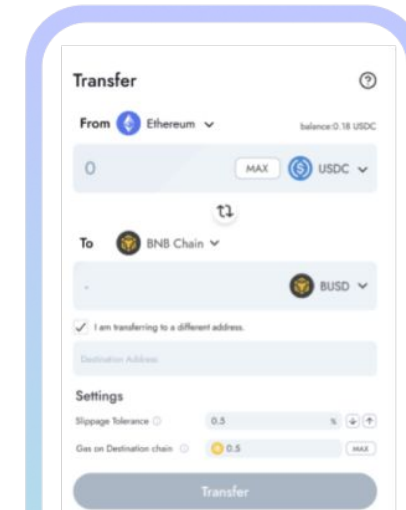 Transfer
From Ethereum balance:0.18 USDC
0 MAX USDC
To BNB Chain
- BUSD
I am transferring to a different address.
Destination Address
Settings
Slippage Tolerance 0.5 %
Gas on Destination chain 0.5 MAX
Transfer